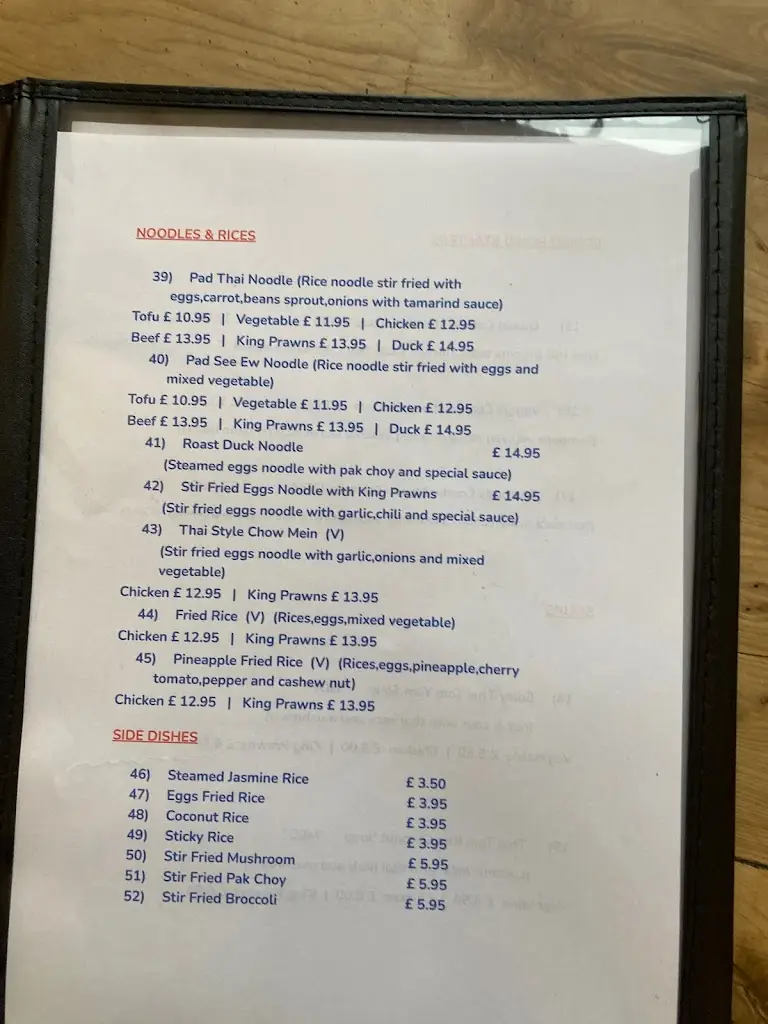 NOODLES & RICES
39) Pad Thai Noodle (Rice noodle stir fried with
eggs,carrot,beans sprout,onions with tamarind sauce)
Tofu £ 10.95 | Vegetable £ 11.95 | Chicken £ 12.95
Beef £ 13.95 | King Prawns £ 13.95 | Duck £ 14.95
40) Pad See Ew Noodle (Rice noodle stir fried with eggs and
mixed vegetable)
Tofu £ 10.95 | Vegetable £ 11.95 | Chicken £ 12.95
Beef £ 13.95 | King Prawns £ 13.95 | Duck £ 14.95
41) Roast Duck Noodle £ 14.95
(Steamed eggs noodle with pak choy and special sauce)
42) Stir Fried Eggs Noodle with King Prawns £ 14.95
(Stir fried eggs noodle with garlic,chili and special sauce)
43) Thai Style Chow Mein (V)
(Stir fried eggs noodle with garlic,onions and mixed
vegetable)
Chicken £ 12.95 | King Prawns £ 13.95
44) Fried Rice (V) (Rices,eggs,mixed vegetable)
Chicken £ 12.95 | King Prawns £ 13.95
45) Pineapple Fried Rice (V) (Rices,eggs,pineapple,cherry
tomato,pepper and cashew nut)
Chicken £ 12.95 | King Prawns £ 13.95
SIDE DISHES
46) Steamed Jasmine Rice £ 3.50
47) Eggs Fried Rice £ 3.95
48) Coconut Rice £ 3.95
49) Sticky Rice £ 3.95
50) Stir Fried Mushroom £ 5.95
51) Stir Fried Pak Choy £ 5.95
52) Stir Fried Broccoli £ 5.95